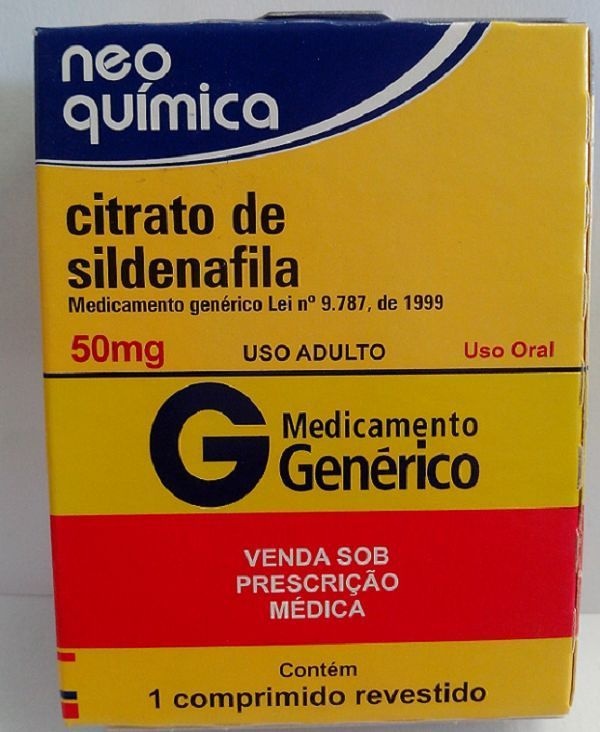 neo
química
citrato de
sildenafila
Medicamento genérico Lei nº 9.787, de 1999
50mg USO ADULTO Uso Oral
G Medicamento
Genérico
VENDA SOB
PRESCRIÇÃO
MÉDICA
Contém
1 comprimido revestido